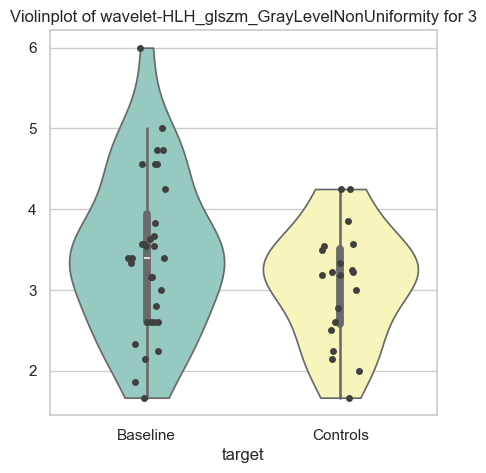 Violinplot of wavelet-HLH_glszm_GrayLevelNonUniformity for 3
6
5
4
3
2
Baseline Controls
target